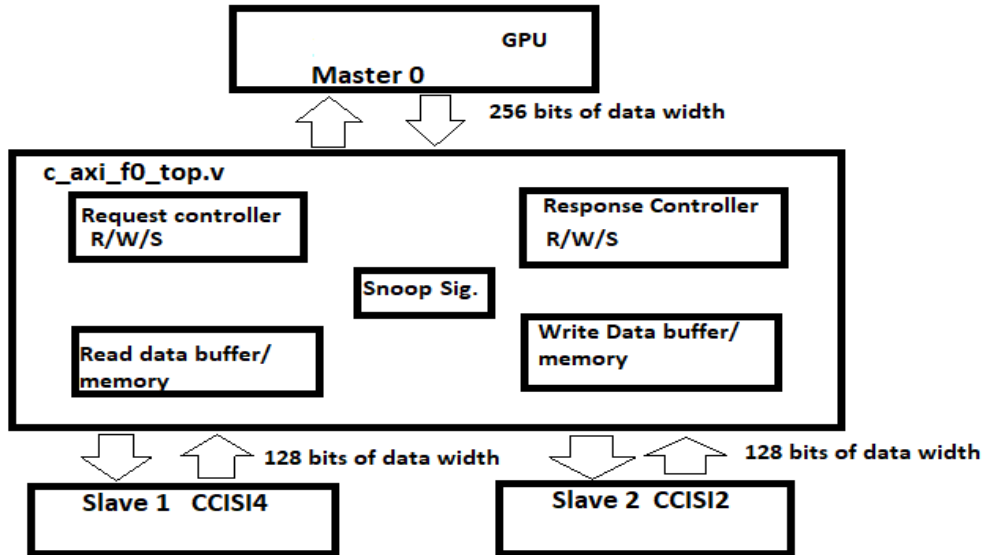 GPU
Master 0
256 bits of data width
c_axi_f0_top.v
Request controller
R/W/S
Response Controller
R/W/S
Snoop Sig.
Read data buffer/
memory
Write Data buffer/
memory
128 bits of data width
128 bits of data width
Slave 1 CCISI4
Slave 2 CCISI2